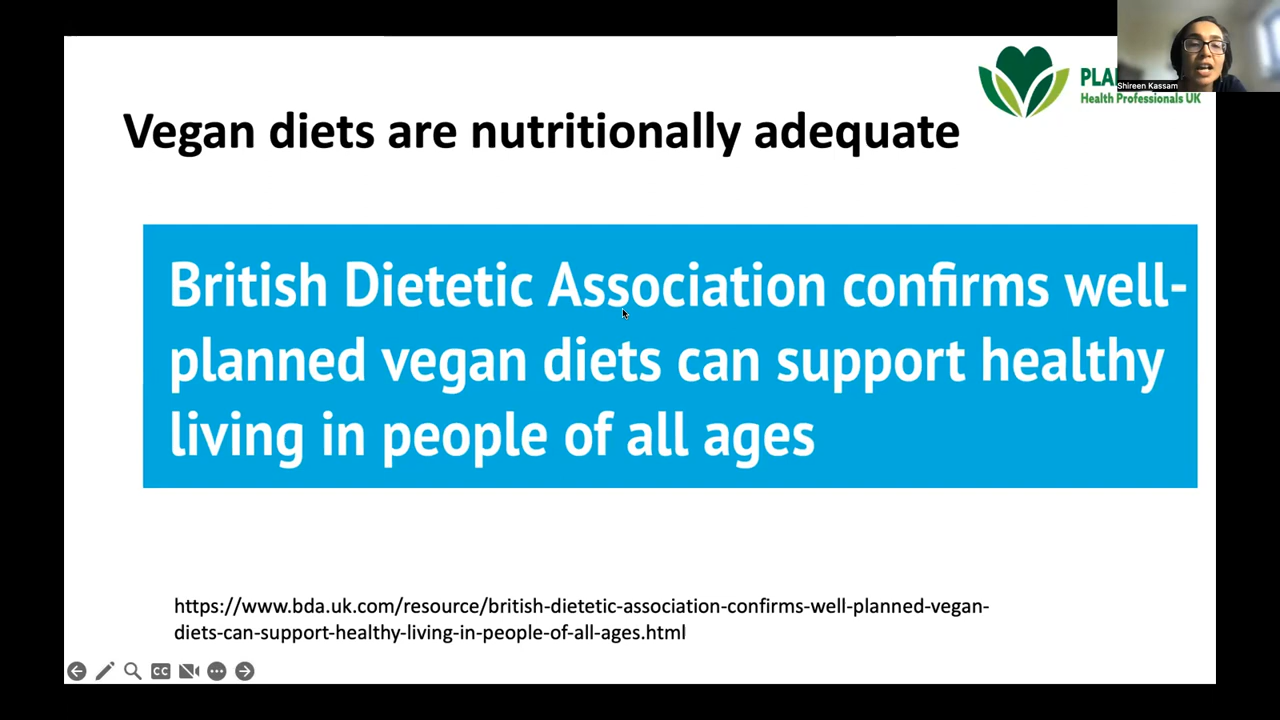 Vegan diets are nutritionally adequate
PLA
Health Professionals UK
Shireen Kassam
British Dietetic Association confirms well-
planned vegan diets can support healthy
living in people of all ages
https://www.bda.uk.com/resource/british-dietetic-association-confirms-well-planned-vegan-
diets-can-support-healthy-living-in-people-of-all-ages.html
CC